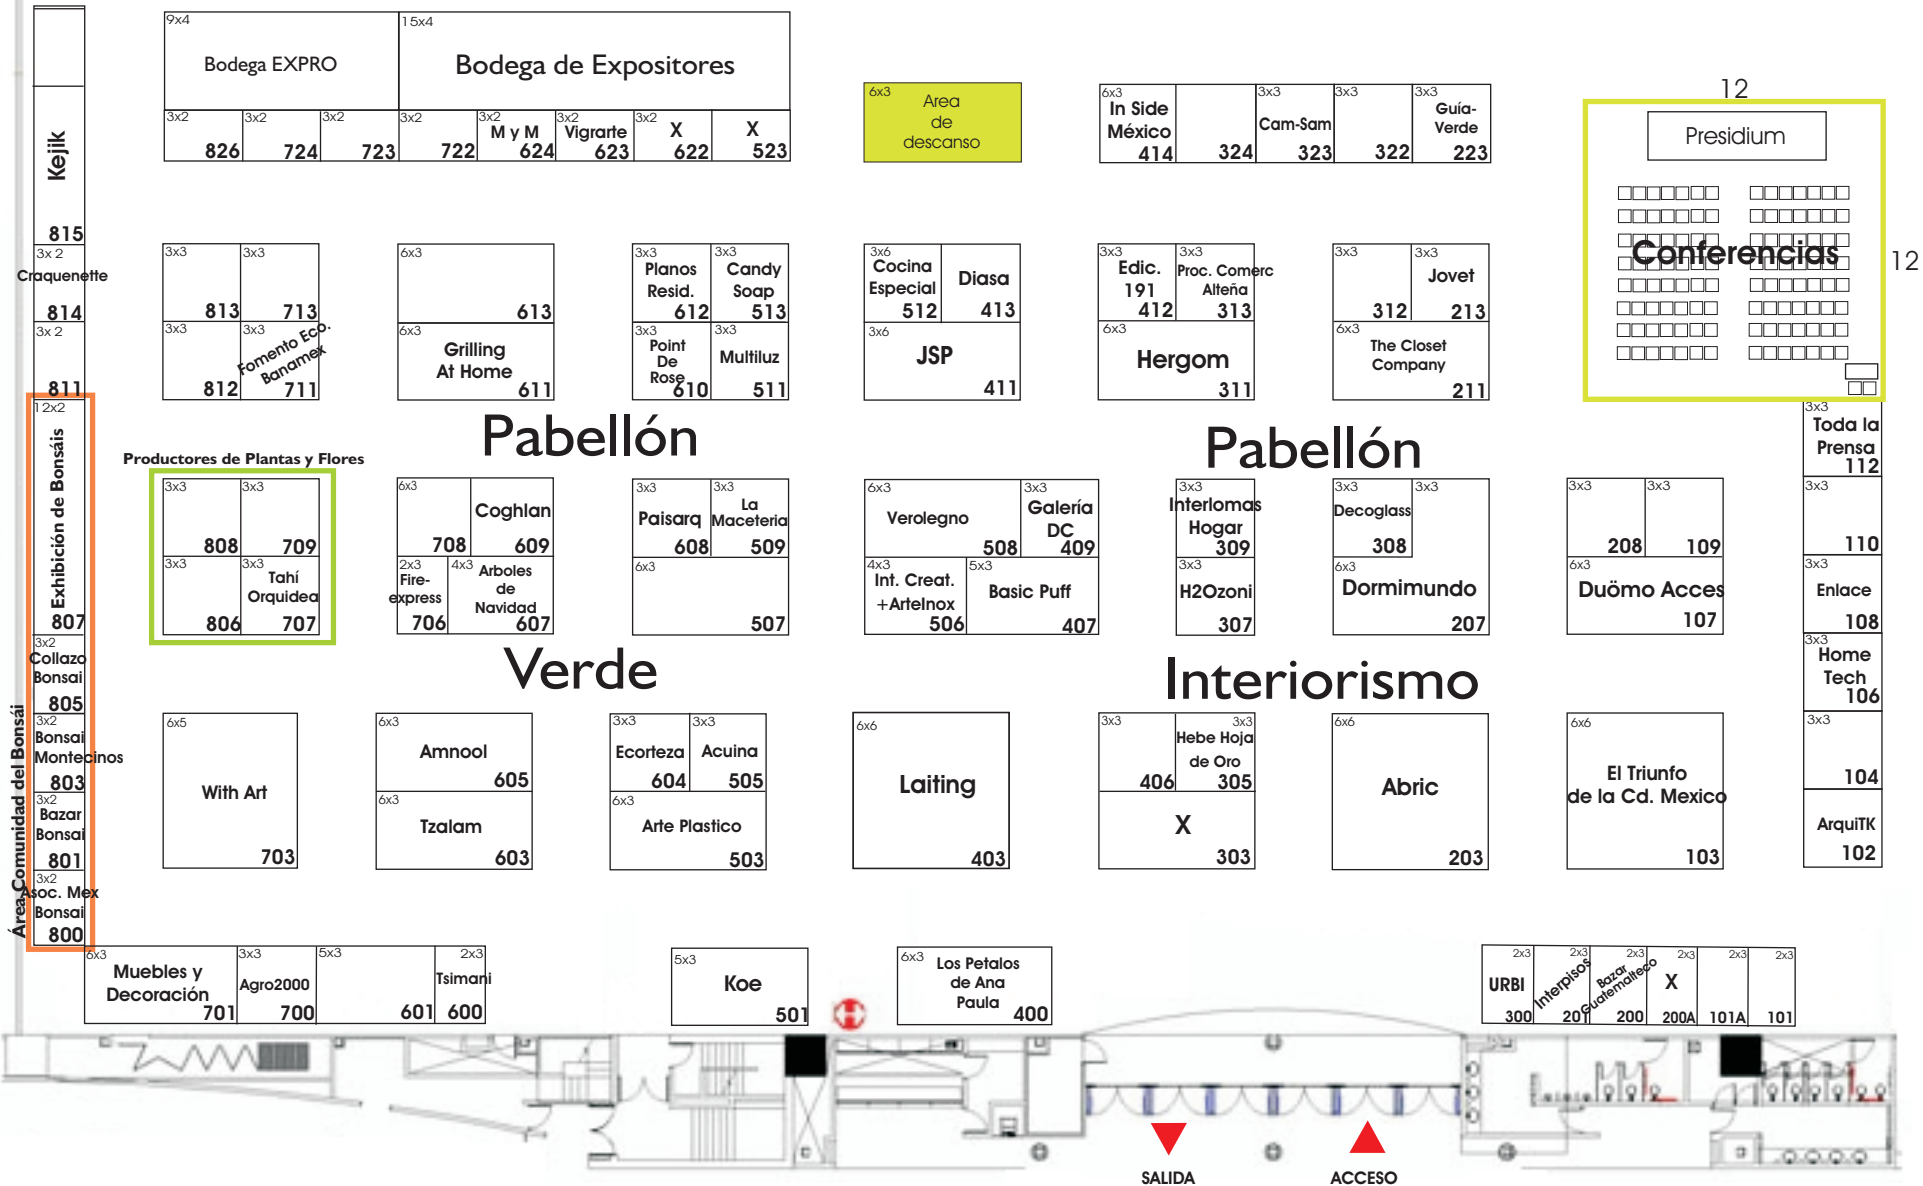 9x4
Bodega EXPRO
15x4
Bodega de Expositores
3x2
826
3x2
724
3x2
723
3x2
722
3x2
M y M
624
3x2
Vigrarte
623
3x2
X
622
X
523
6x3
Area
de
descanso
6x3
In Side
México
414
324
3x3
Cam-Sam
323
3x3
322
3x3
Guía-
Verde
223
12
Presidium
Conferencias
12
Kejik
815
3x 2
Craquenette
814
3x 2
811
3x3
813
3x3
713
3x3
812
3x3
Fomento Eco.
Banamex
711
6x3
613
6x3
Grilling
At Home
611
3x3
Planos
Resid.
612
3x3
Candy
Soap
513
3x3
Point
De
Rose
610
3x3
Multiluz
511
3x6
Cocina
Especial
512
Diasa
413
3x6
JSP
411
3x3
Edic.
191
412
3x3
Proc. Comerc
Alteña
313
6x3
Hergom
311
3x3
312
3x3
Jovet
213
6x3
The Closet
Company
211
Pabellón
Pabellón
12x2
Exhibición de Bonsáis
807
Productores de Plantas y Flores
3x3
808
3x3
709
3x3
806
3x3
Tahí
Orquidea
707
6x3
708
Coghlan
609
2x3
Fire-
express
706
4x3
Arboles
de
Navidad
607
3x3
Paisarq
608
3x3
La
Maceteria
509
6x3
507
6x3
Verolegno
508
3x3
Galería
DC
409
4x3
Int. Creat.
+ArteInox
506
5x3
Basic Puff
407
3x3
Interlomas
Hogar
309
3x3
H2Ozoni
307
3x3
Decoglass
308
3x3
6x3
Dormimundo
207
3x3
208
3x3
109
6x3
Duömo Acces
107
3x3
Toda la
Prensa
112
3x3
110
3x3
Enlace
108
3x3
Home
Tech
106
3x3
104
ArquiTK
102
Verde
Interiorismo
Área Comunidad del Bonsái
3x2
Collazo
Bonsai
805
3x2
Bonsai
Montecinos
803
3x2
Bazar
Bonsai
801
3x2
Asoc. Mex
Bonsai
800
6x5
With Art
703
6x3
Amnool
605
6x3
Tzalam
603
3x3
Ecorteza
604
3x3
Acuina
505
6x3
Arte Plastico
503
6x6
Laiting
403
3x3
406
3x3
Hebe Hoja
de Oro
305
X
303
6x6
Abric
203
6x6
El Triunfo
de la Cd. Mexico
103
6x3
Muebles y
Decoración
701
3x3
Agro2000
700
5x3
601
2x3
Tsimani
600
5x3
Koe
501
6x3
Los Petalos
de Ana
Paula
400
2x3
URBI
300
2x3
Interpisos
201
2x3
Bazar
Guatemalteco
200
2x3
X
200A
2x3
101A
2x3
101
H
SALIDA
ACCESO